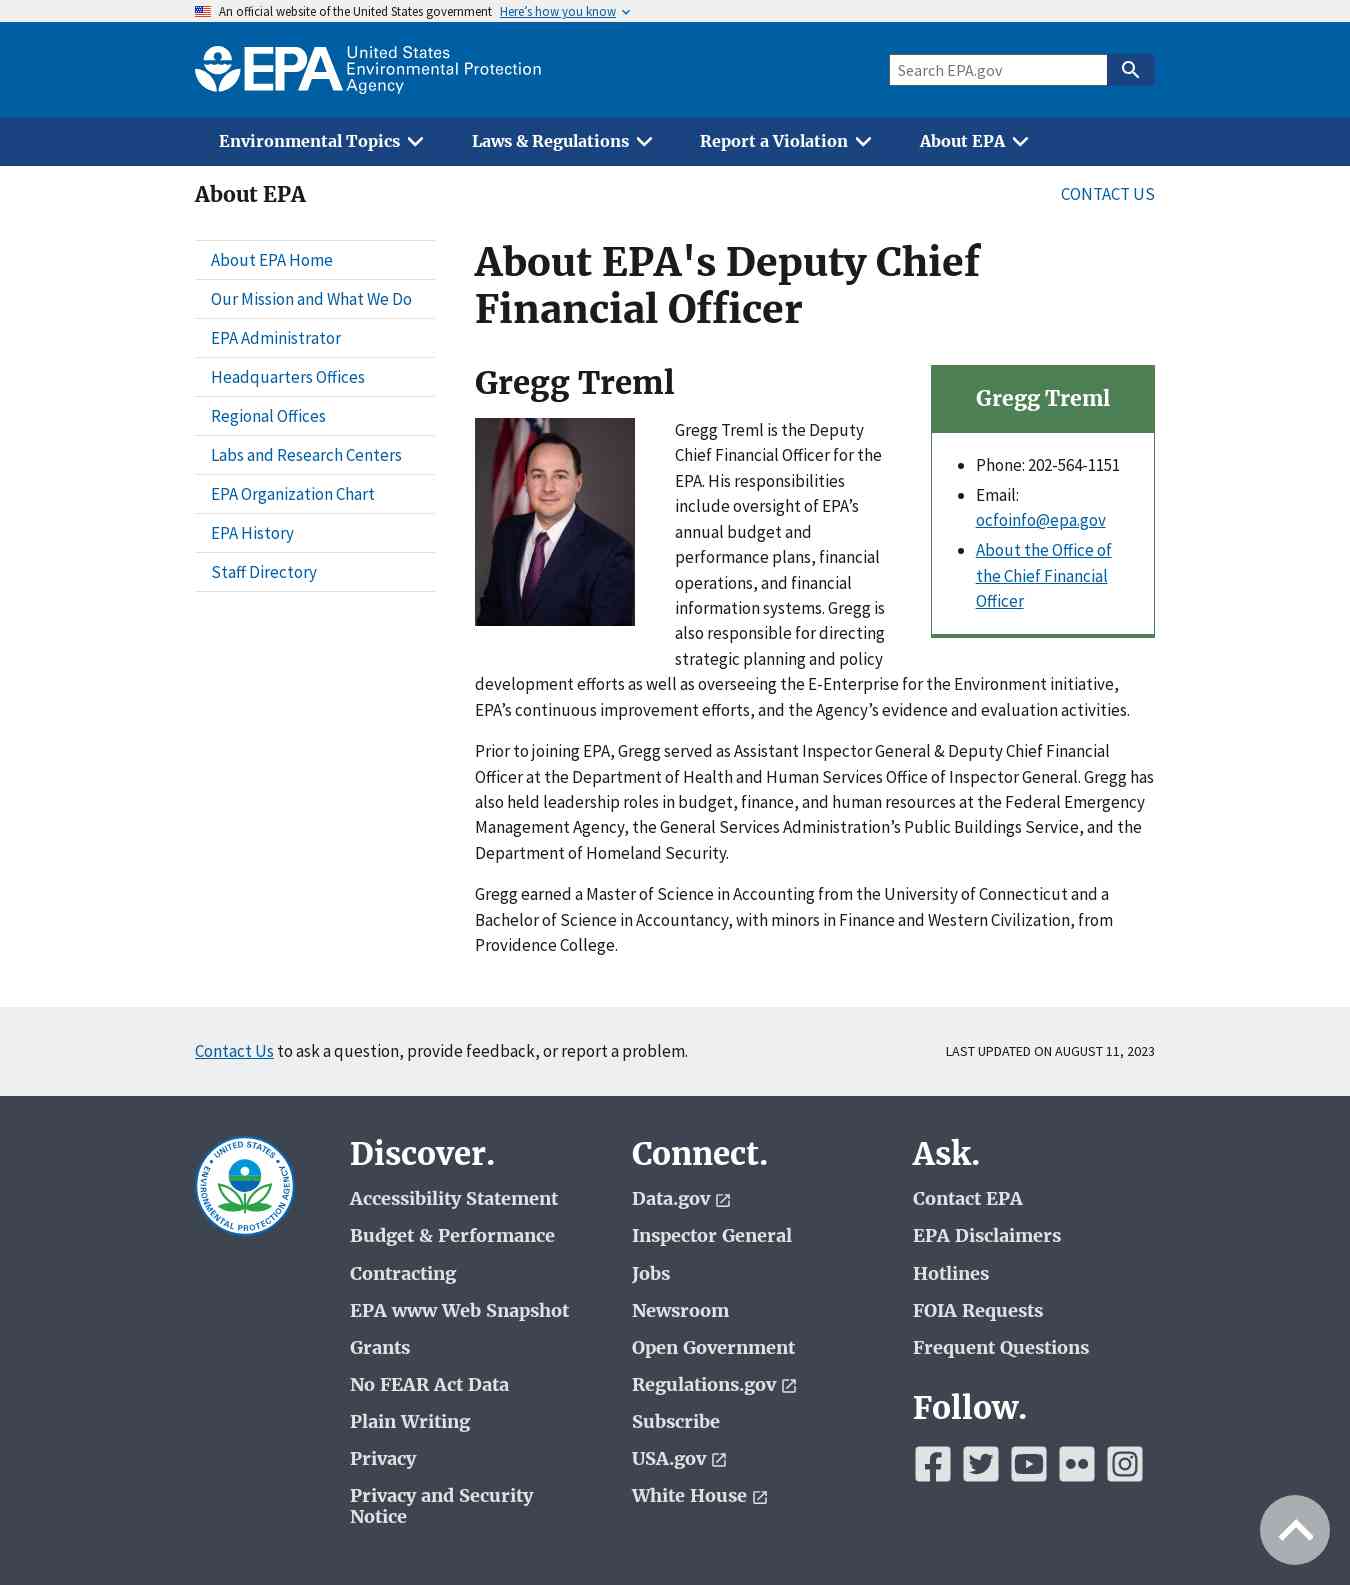 An official website of the United States government Here’s how you know
EPA United States
Environmental Protection
Agency
Search EPA.gov
Environmental Topics
Laws & Regulations
Report a Violation
About EPA
About EPA
CONTACT US
About EPA Home
Our Mission and What We Do
EPA Administrator
Headquarters Offices
Regional Offices
Labs and Research Centers
EPA Organization Chart
EPA History
Staff Directory
About EPA's Deputy Chief
Financial Officer
Gregg Treml
Gregg Treml is the Deputy
Chief Financial Officer for the
EPA. His responsibilities
include oversight of EPA’s
annual budget and
performance plans, financial
operations, and financial
information systems. Gregg is
also responsible for directing
strategic planning and policy
development efforts as well as overseeing the E-Enterprise for the Environment initiative,
EPA’s continuous improvement efforts, and the Agency’s evidence and evaluation activities.
Prior to joining EPA, Gregg served as Assistant Inspector General & Deputy Chief Financial
Officer at the Department of Health and Human Services Office of Inspector General. Gregg has
also held leadership roles in budget, finance, and human resources at the Federal Emergency
Management Agency, the General Services Administration’s Public Buildings Service, and the
Department of Homeland Security.
Gregg earned a Master of Science in Accounting from the University of Connecticut and a
Bachelor of Science in Accountancy, with minors in Finance and Western Civilization, from
Providence College.
Gregg Treml
Phone: 202-564-1151
Email:
ocfoinfo@epa.gov
About the Office of
the Chief Financial
Officer
Contact Us to ask a question, provide feedback, or report a problem.
LAST UPDATED ON AUGUST 11, 2023
UNITED STATES
ENVIRONMENTAL PROTECTION AGENCY
Discover.
Accessibility Statement
Budget & Performance
Contracting
EPA www Web Snapshot
Grants
No FEAR Act Data
Plain Writing
Privacy
Privacy and Security
Notice
Connect.
Data.gov
Inspector General
Jobs
Newsroom
Open Government
Regulations.gov
Subscribe
USA.gov
White House
Ask.
Contact EPA
EPA Disclaimers
Hotlines
FOIA Requests
Frequent Questions
Follow.